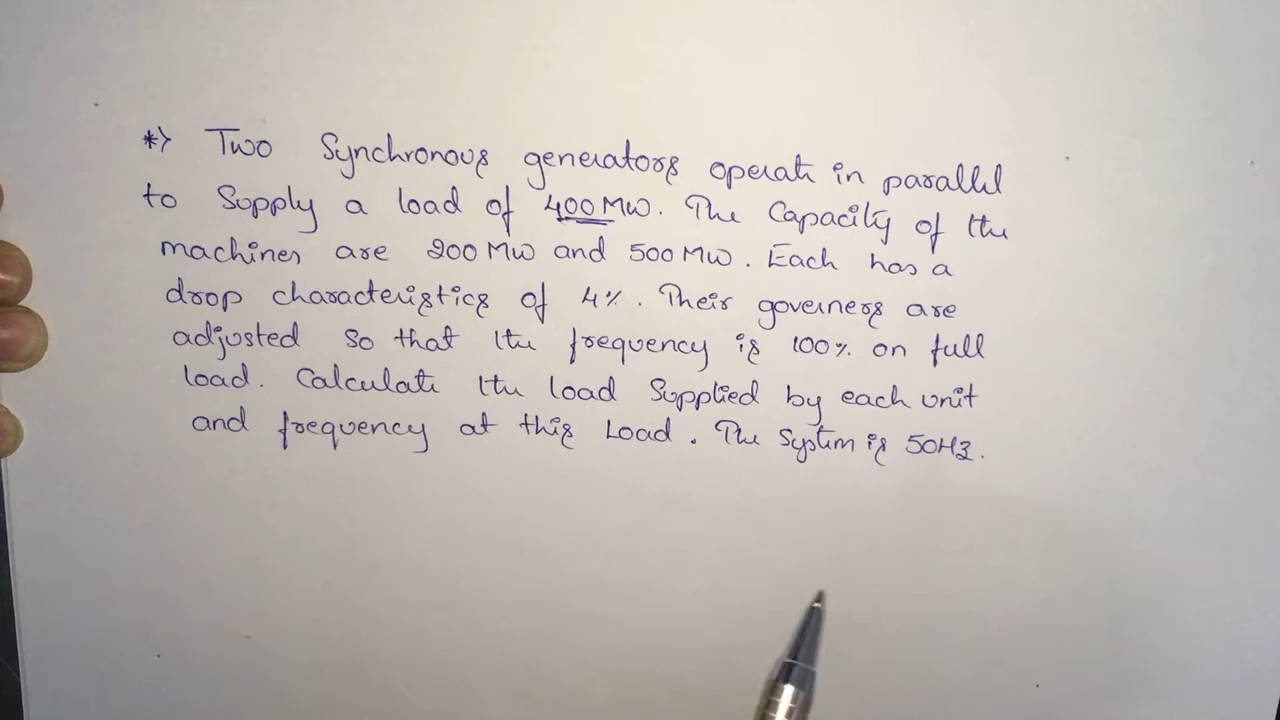 *) Two Synchronous generators operate in parallel
to Supply a load of 400 MW. The Capacity of the
machines are 200 MW and 500 MW. Each has a
drop characteristics of 4%. Their governers are
adjusted so that the frequency is 100% on full
load. Calculate the load Supplied by each unit
and frequency at this Load. The System is 50Hz.